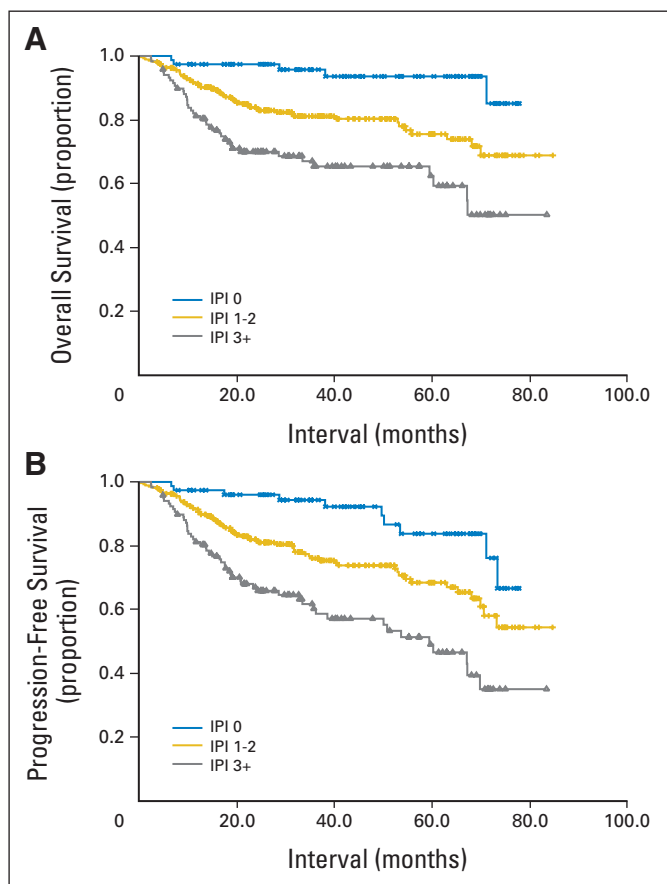 A
Overall Survival (proportion)
1.0
0.8
0.6
0.4
0.2
IPI 0
IPI 1-2
IPI 3+
0 20.0 40.0 60.0 80.0 100.0
Interval (months)
B
Progression-Free Survival
(proportion)
1.0
0.8
0.6
0.4
0.2
IPI 0
IPI 1-2
IPI 3+
0 20.0 40.0 60.0 80.0 100.0
Interval (months)